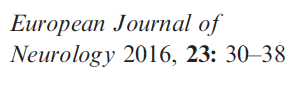 European Journal of
Neurology 2016, 23: 30–38